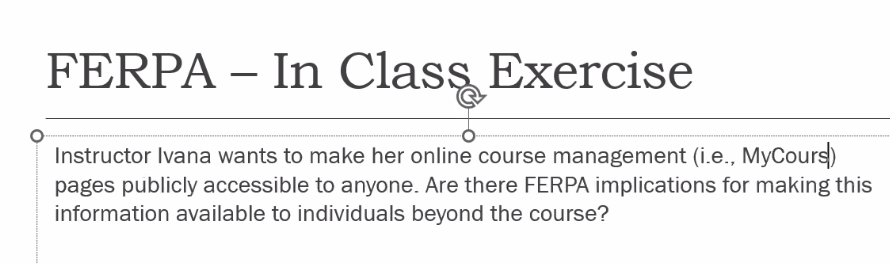 FERPA – In Class Exercise
Instructor Ivana wants to make her online course management (i.e., MyCours)
pages publicly accessible to anyone. Are there FERPA implications for making this
information available to individuals beyond the course?